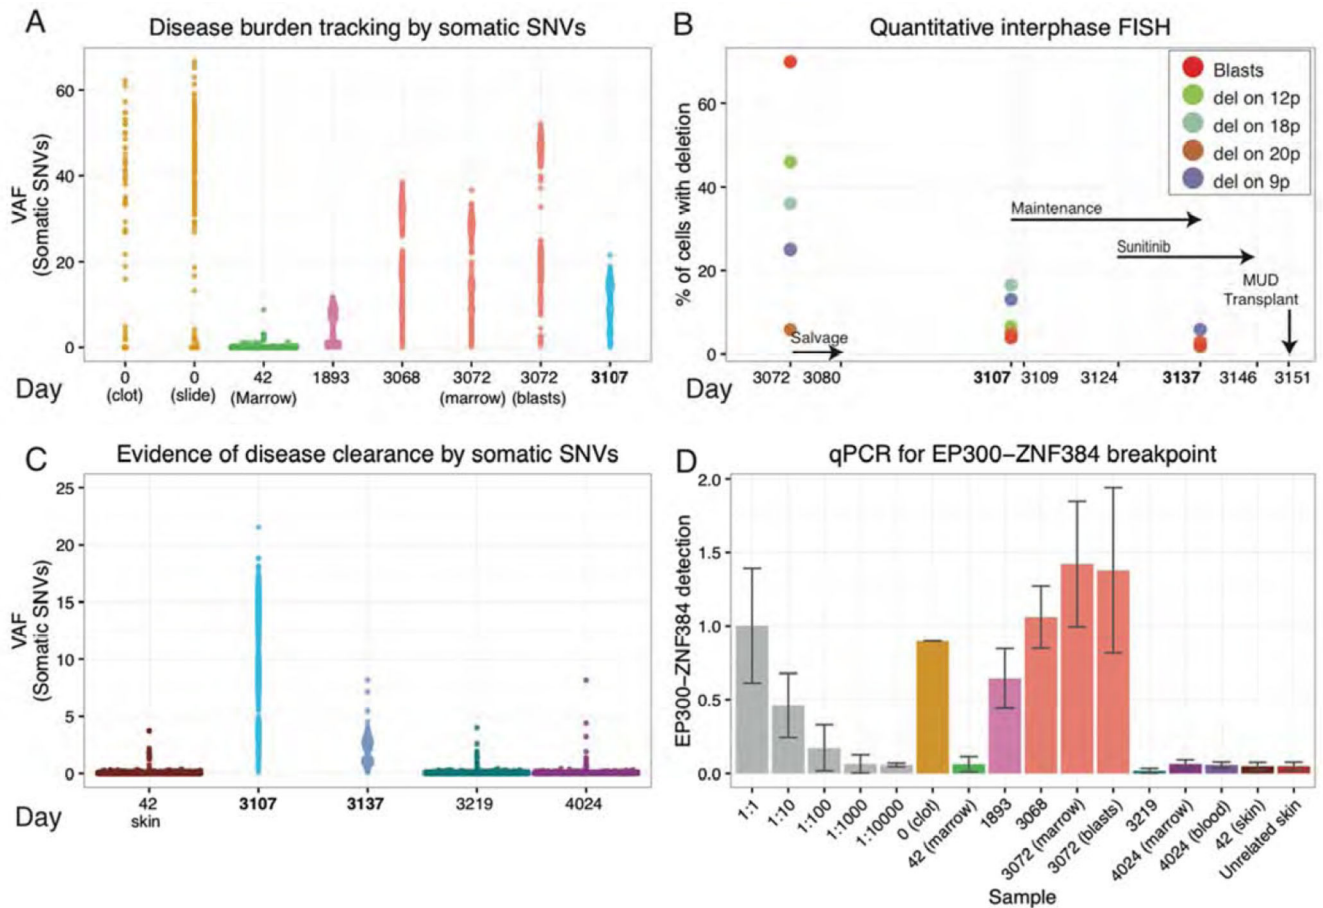 A
Disease burden tracking by somatic SNVs
VAF
(Somatic SNVs)
60
40
20
0
Day
0
(clot)
0
(slide)
42
(Marrow)
1893
3068
3072
(marrow)
3072
(blasts)
3107
B
Quantitative interphase FISH
% of cells with deletion
60
40
20
0
Blasts
del on 12p
del on 18p
del on 20p
del on 9p
Maintenance
Sunitinib
MUD
Transplant
Salvage
Day
3072
3080
3107
3109
3124
3137
3146
3151
C
Evidence of disease clearance by somatic SNVs
VAF
(Somatic SNVs)
25
20
15
10
5
0
Day
42
skin
3107
3137
3219
4024
D
qPCR for EP300–ZNF384 breakpoint
EP300–ZNF384 detection
2.0
1.5
1.0
0.5
0.0
1:1
1:10
1:100
1:1000
1:10000
0 (clot)
42 (marrow)
1893
3068
3072 (marrow)
3072 (blasts)
3219
4024 (marrow)
4024 (blood)
42 (skin)
Unrelated skin
Sample